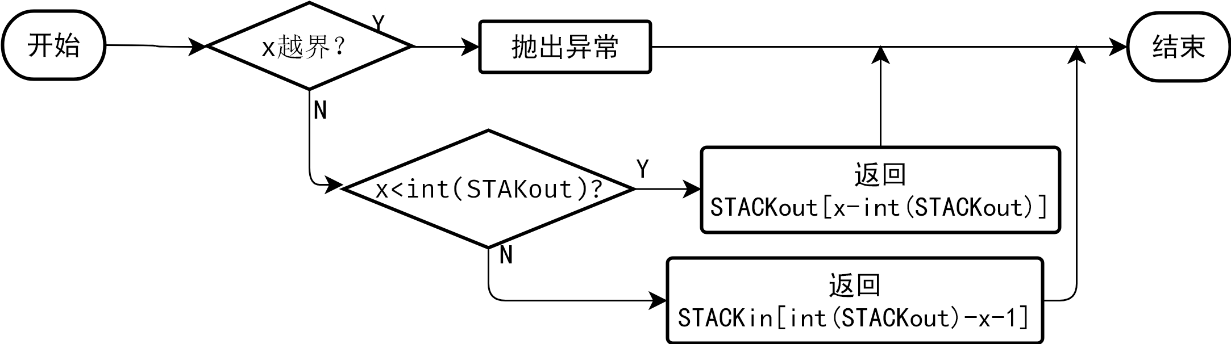 开始
x越界?
Y
抛出异常
结束
N
x<int(STAKout)?
Y
返回
STACKout[x-int(STACKout)]
N
返回
STACKin[int(STACKout)-x-1]